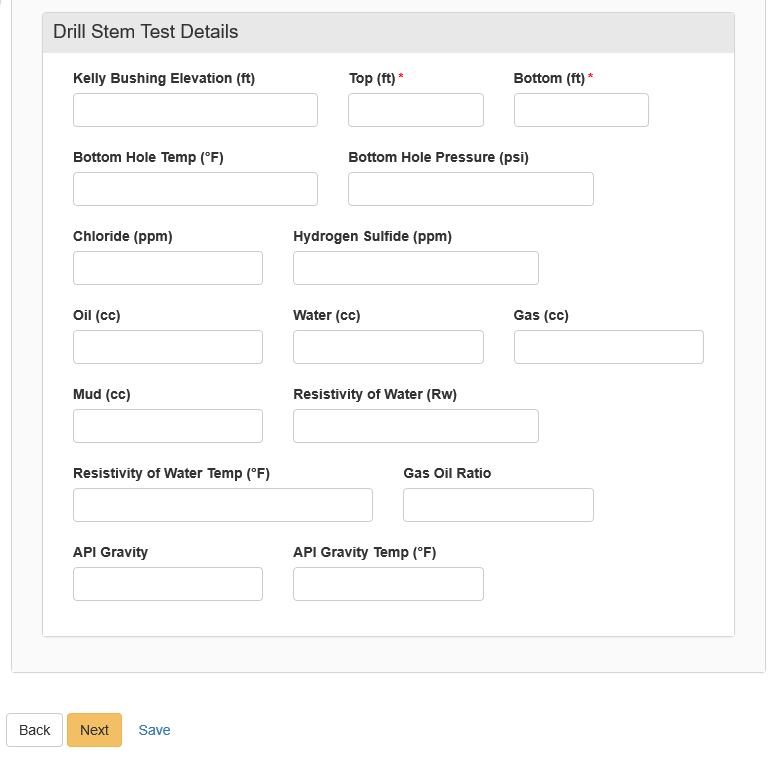 Drill Stem Test Details
Kelly Bushing Elevation (ft) Top (ft) * Bottom (ft) *
Bottom Hole Temp (°F) Bottom Hole Pressure (psi)
Chloride (ppm) Hydrogen Sulfide (ppm)
Oil (cc) Water (cc) Gas (cc)
Mud (cc) Resistivity of Water (Rw)
Resistivity of Water Temp (°F) Gas Oil Ratio
API Gravity API Gravity Temp (°F)
Back Next Save